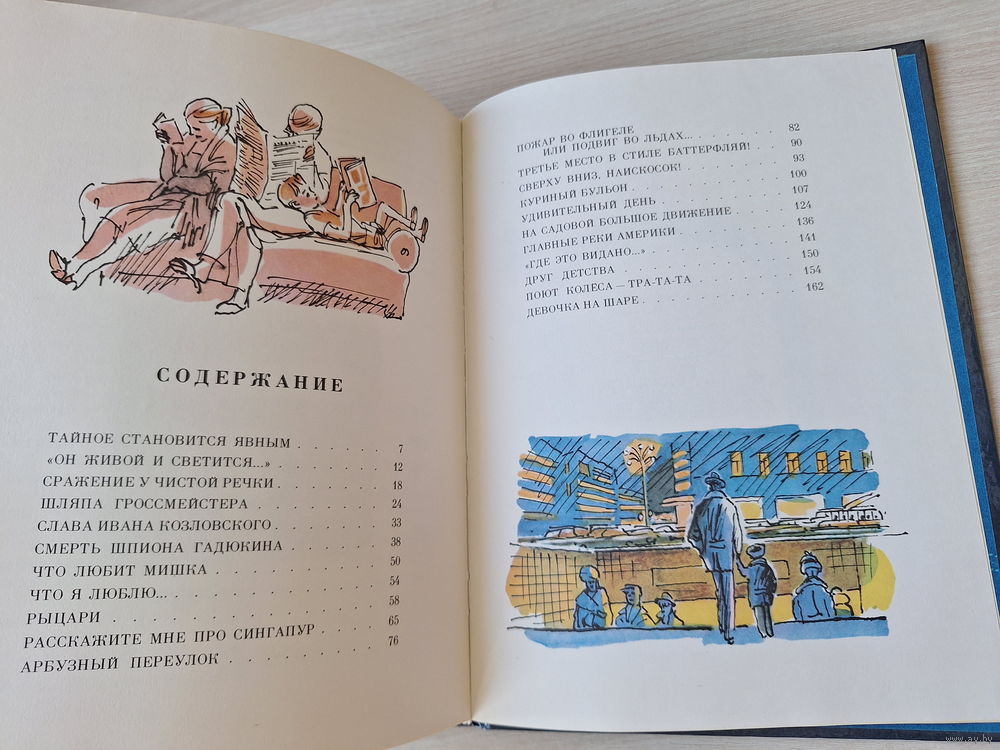 СОДЕРЖАНИЕ
ТАЙНОЕ СТАНОВИТСЯ ЯВНЫМ . . . . . . 7
«ОН ЖИВОЙ И СВЕТИТСЯ...» . . . . . . 12
СРАЖЕНИЕ У ЧИСТОЙ РЕЧКИ . . . . . . 18
ШЛЯПА ГРОССМЕЙСТЕРА . . . . . . . 24
СЛАВА ИВАНА КОЗЛОВСКОГО . . . . . . 33
СМЕРТЬ ШПИОНА ГАДЮКИНА . . . . . . 38
ЧТО ЛЮБИТ МИШКА . . . . . . . . 50
ЧТО Я ЛЮБЛЮ... . . . . . . . . . 54
РЫЦАРИ . . . . . . . . . . . 58
РАССКАЖИТЕ МНЕ ПРО СИНГАПУР . . . . 65
АРБУЗНЫЙ ПЕРЕУЛОК . . . . . . . 76
ПОЖАР ВО ФЛИГЕЛЕ
ИЛИ ПОДВИГ ВО ЛЬДАХ... . . . . . 82
ТРЕТЬЕ МЕСТО В СТИЛЕ БАТТЕРФЛЯЙ! . . 90
СВЕРХУ ВНИЗ, НАИСКОСОК! . . . . . 93
КУРИНЫЙ БУЛЬОН . . . . . . . 100
УДИВИТЕЛЬНЫЙ ДЕНЬ . . . . . . 107
НА САДОВОЙ БОЛЬШОЕ ДВИЖЕНИЕ . . . 124
ГЛАВНЫЕ РЕКИ АМЕРИКИ . . . . . 136
«ГДЕ ЭТО ВИДАНО...» . . . . . . 141
ДРУГ ДЕТСТВА . . . . . . . . 150
ПОЮТ КОЛЕСА — ТРА-ТА-ТА . . . . . 154
ДЕВОЧКА НА ШАРЕ . . . . . . . 162
www.ay.by